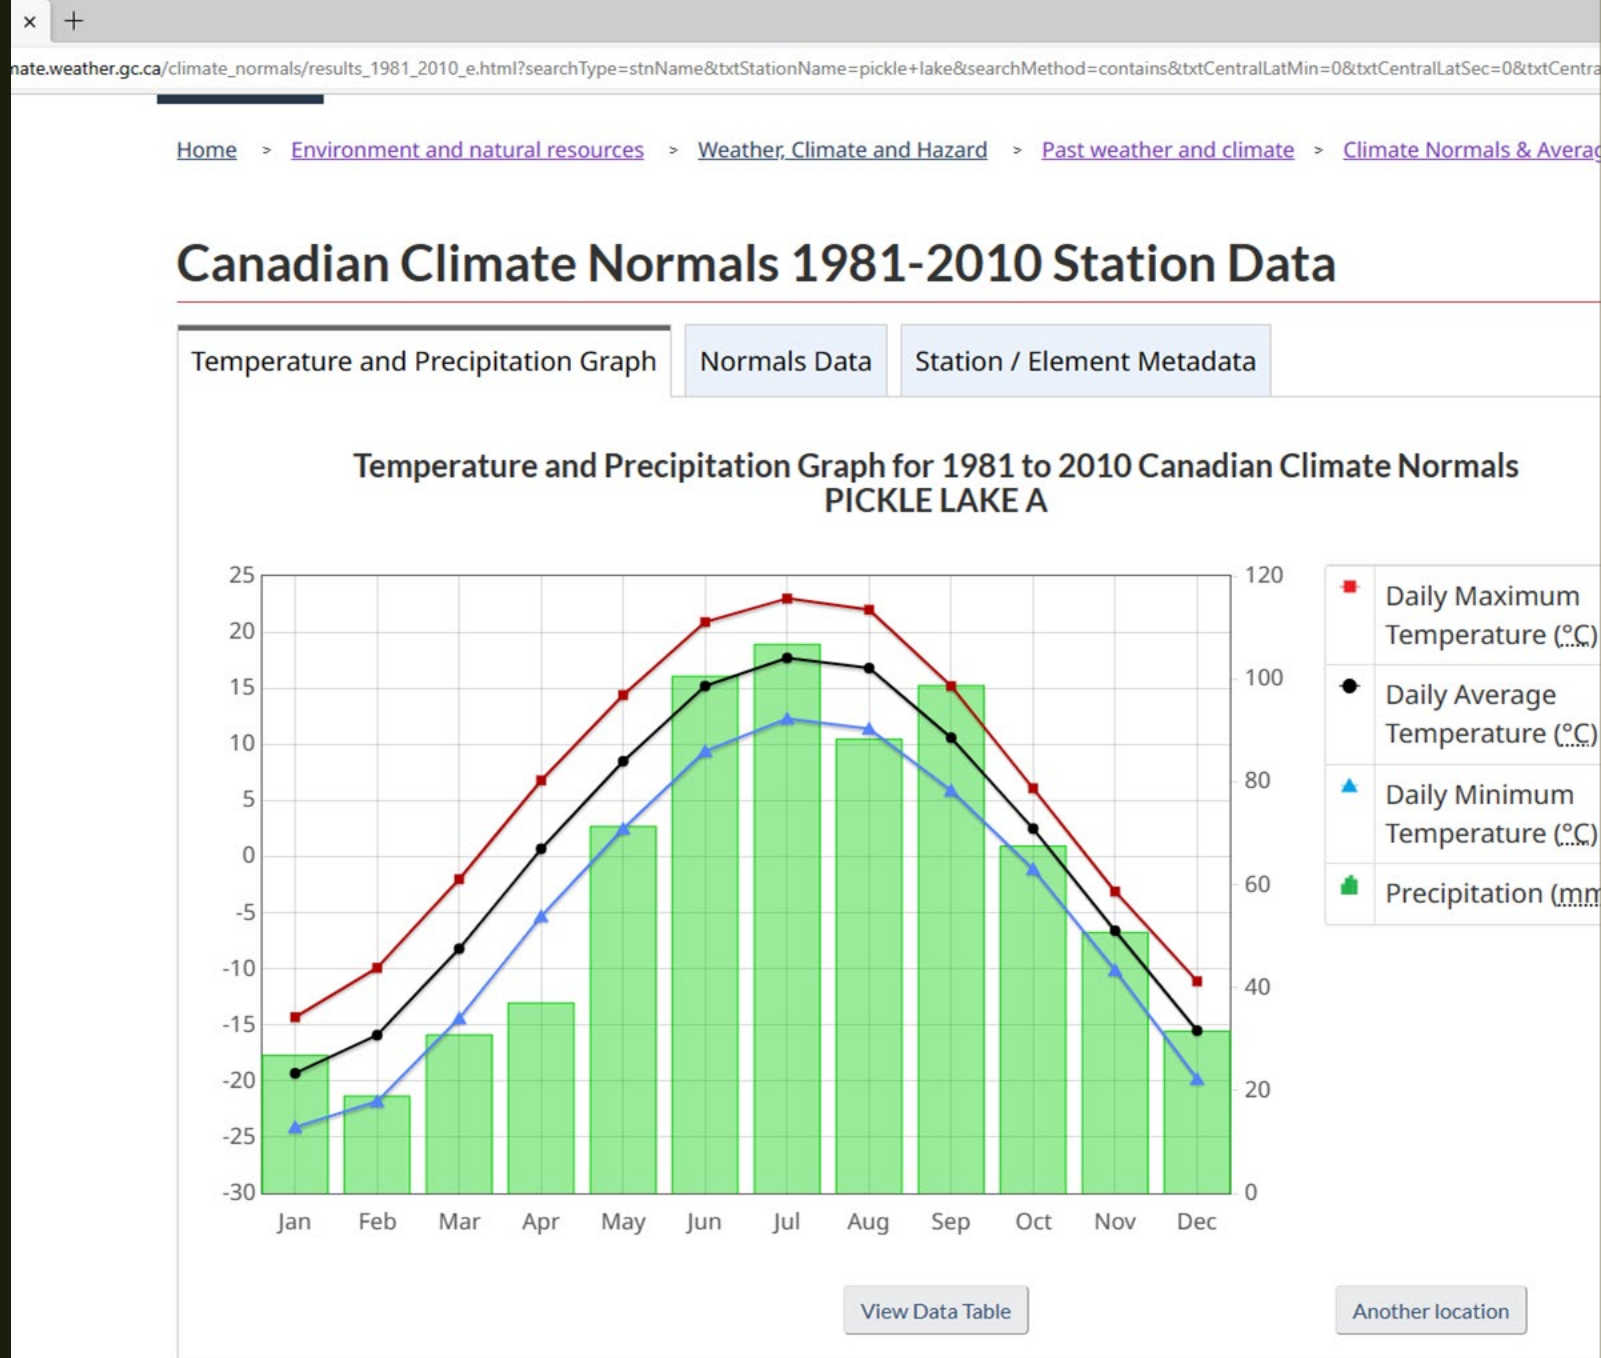 × +
mate.weather.gc.ca/climate_normals/results_1981_2010_e.html?searchType=stnName&txtStationName=pickle+lake&searchMethod=contains&txtCentralLatMin=0&txtCentralLatSec=0&txtCentra
Home > Environment and natural resources > Weather, Climate and Hazard > Past weather and climate > Climate Normals & Averag
Canadian Climate Normals 1981-2010 Station Data
Temperature and Precipitation Graph Normals Data Station / Element Metadata
Temperature and Precipitation Graph for 1981 to 2010 Canadian Climate Normals
PICKLE LAKE A
25 120
20
15 100
10
5 80
0
-5 60
-10
-15 40
-20
-25 20
-30 0
Jan Feb Mar Apr May Jun Jul Aug Sep Oct Nov Dec
Daily Maximum
Temperature (°C)
Daily Average
Temperature (°C)
Daily Minimum
Temperature (°C)
Precipitation (mm
View Data Table Another location